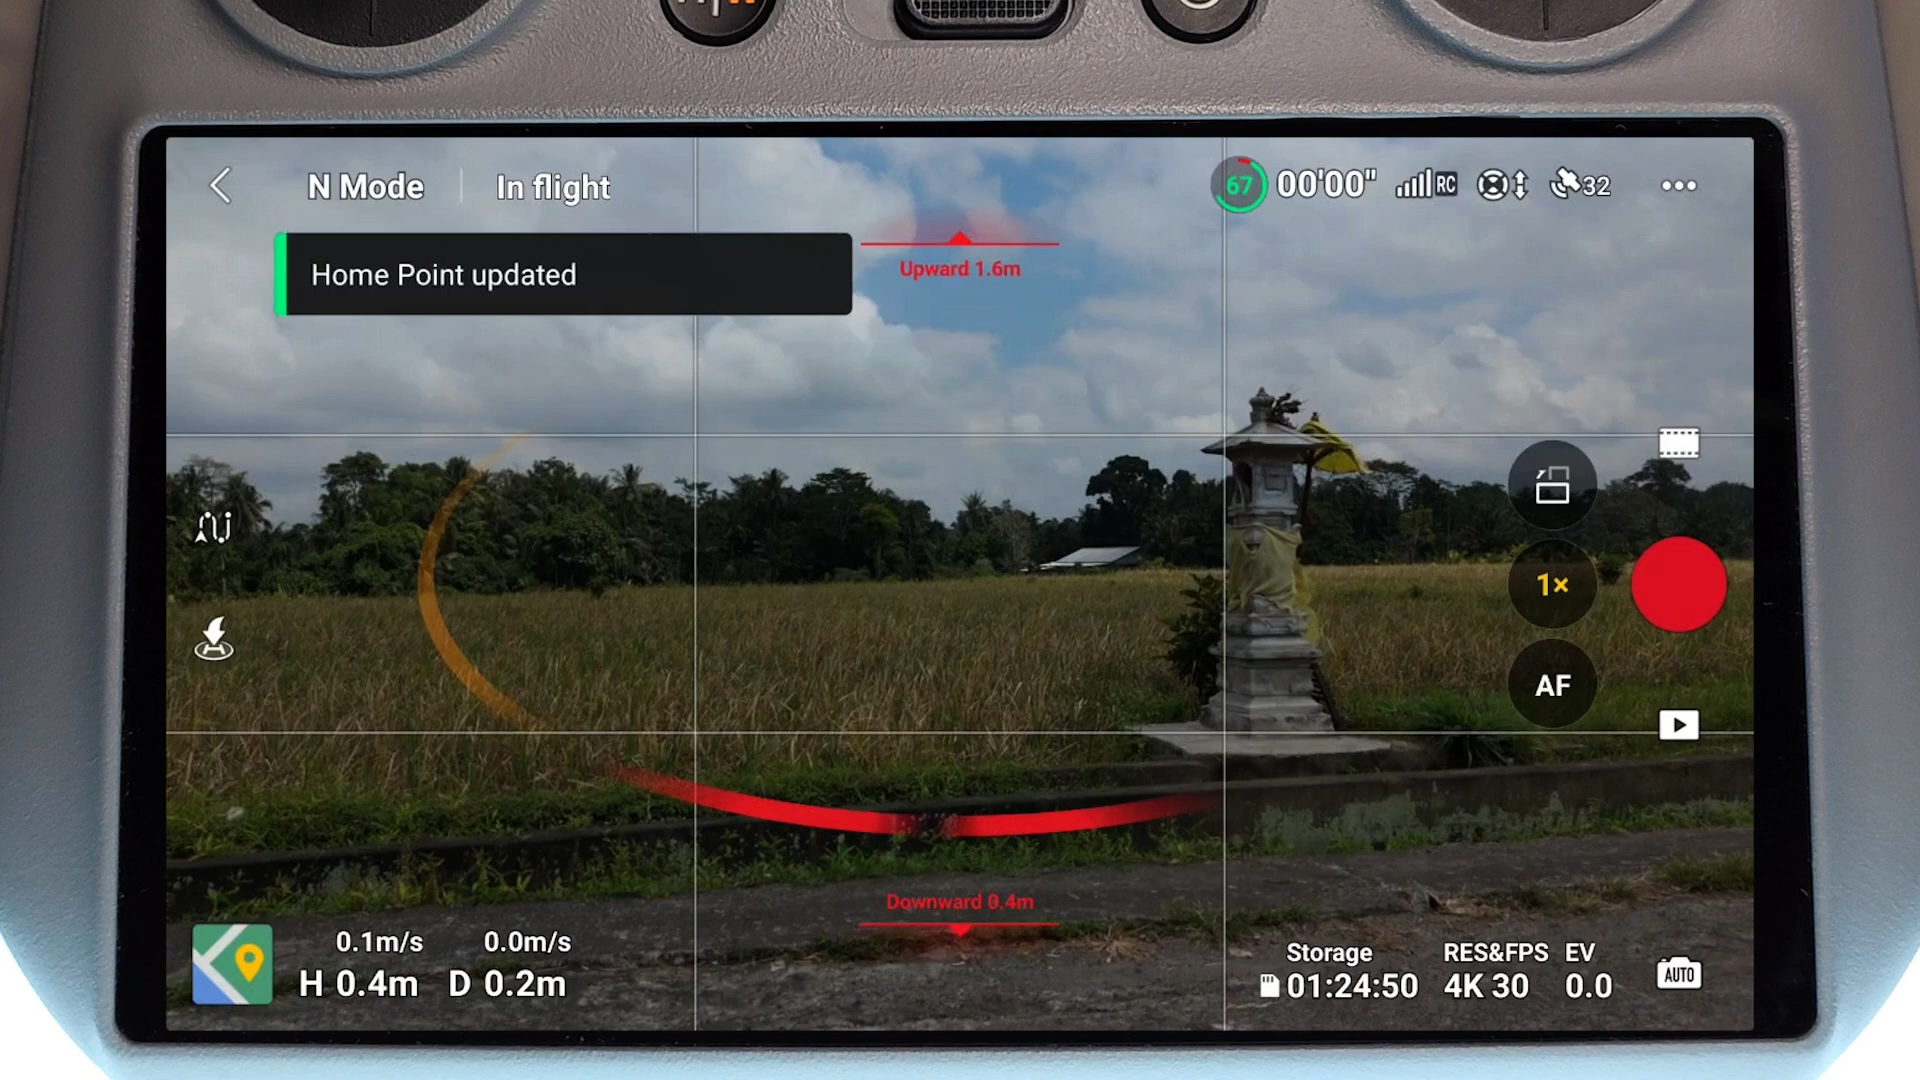 N Mode
In flight
67
00'00"
RC
32
Home Point updated
Upward 1.6m
1×
AF
Downward 0.4m
0.1m/s 0.0m/s
H 0.4m D 0.2m
Storage RES&FPS EV
01:24:50 4K 30 0.0
AUTO